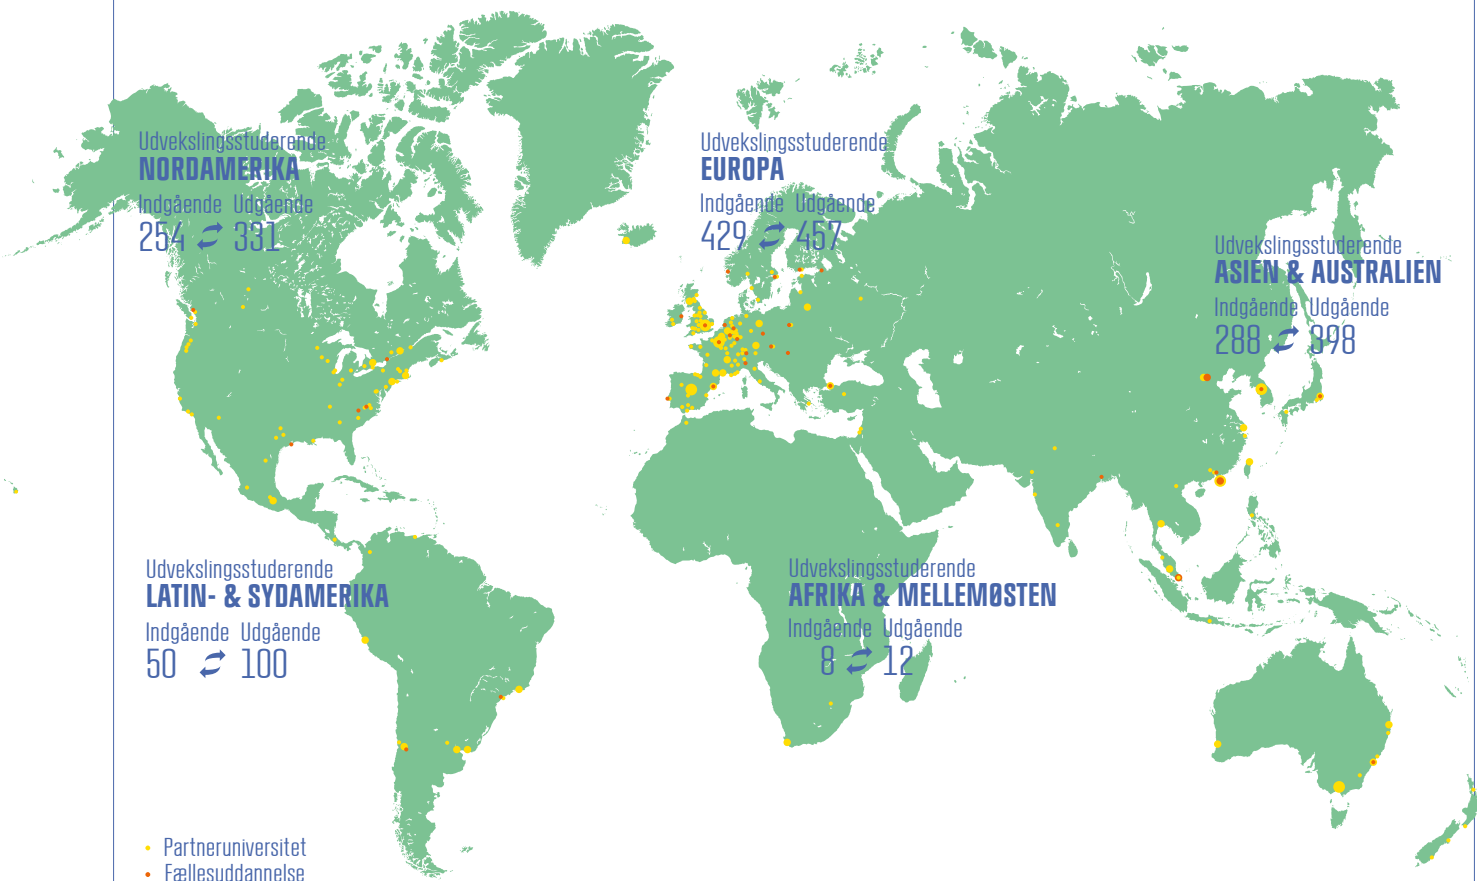 Udvekslingsstuderende
NORDAMERIKA
Indgående Udgående
254 331
Udvekslingsstuderende
EUROPA
Indgående Udgående
429 457
Udvekslingsstuderende
ASIEN & AUSTRALIEN
Indgående Udgående
288 398
Udvekslingsstuderende
LATIN- & SYDAMERIKA
Indgående Udgående
50 100
Udvekslingsstuderende
AFRIKA & MELLEMØSTEN
Indgående Udgående
8 12
Partneruniversitet
Fællesuddannelse